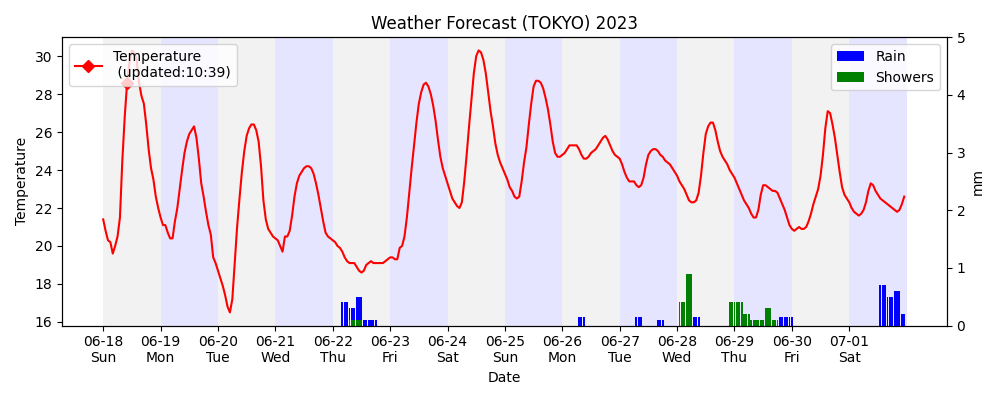 Weather Forecast (TOKYO) 2023
Temperature
(updated:10:39)
Rain
Showers
Temperature
30
28
26
24
22
20
18
16
5
4
3
2
1
0
mm
06-18 06-19 06-20 06-21 06-22 06-23 06-24 06-25 06-26 06-27 06-28 06-29 06-30 07-01
Sun Mon Tue Wed Thu Fri Sat Sun Mon Tue Wed Thu Fri Sat
Date